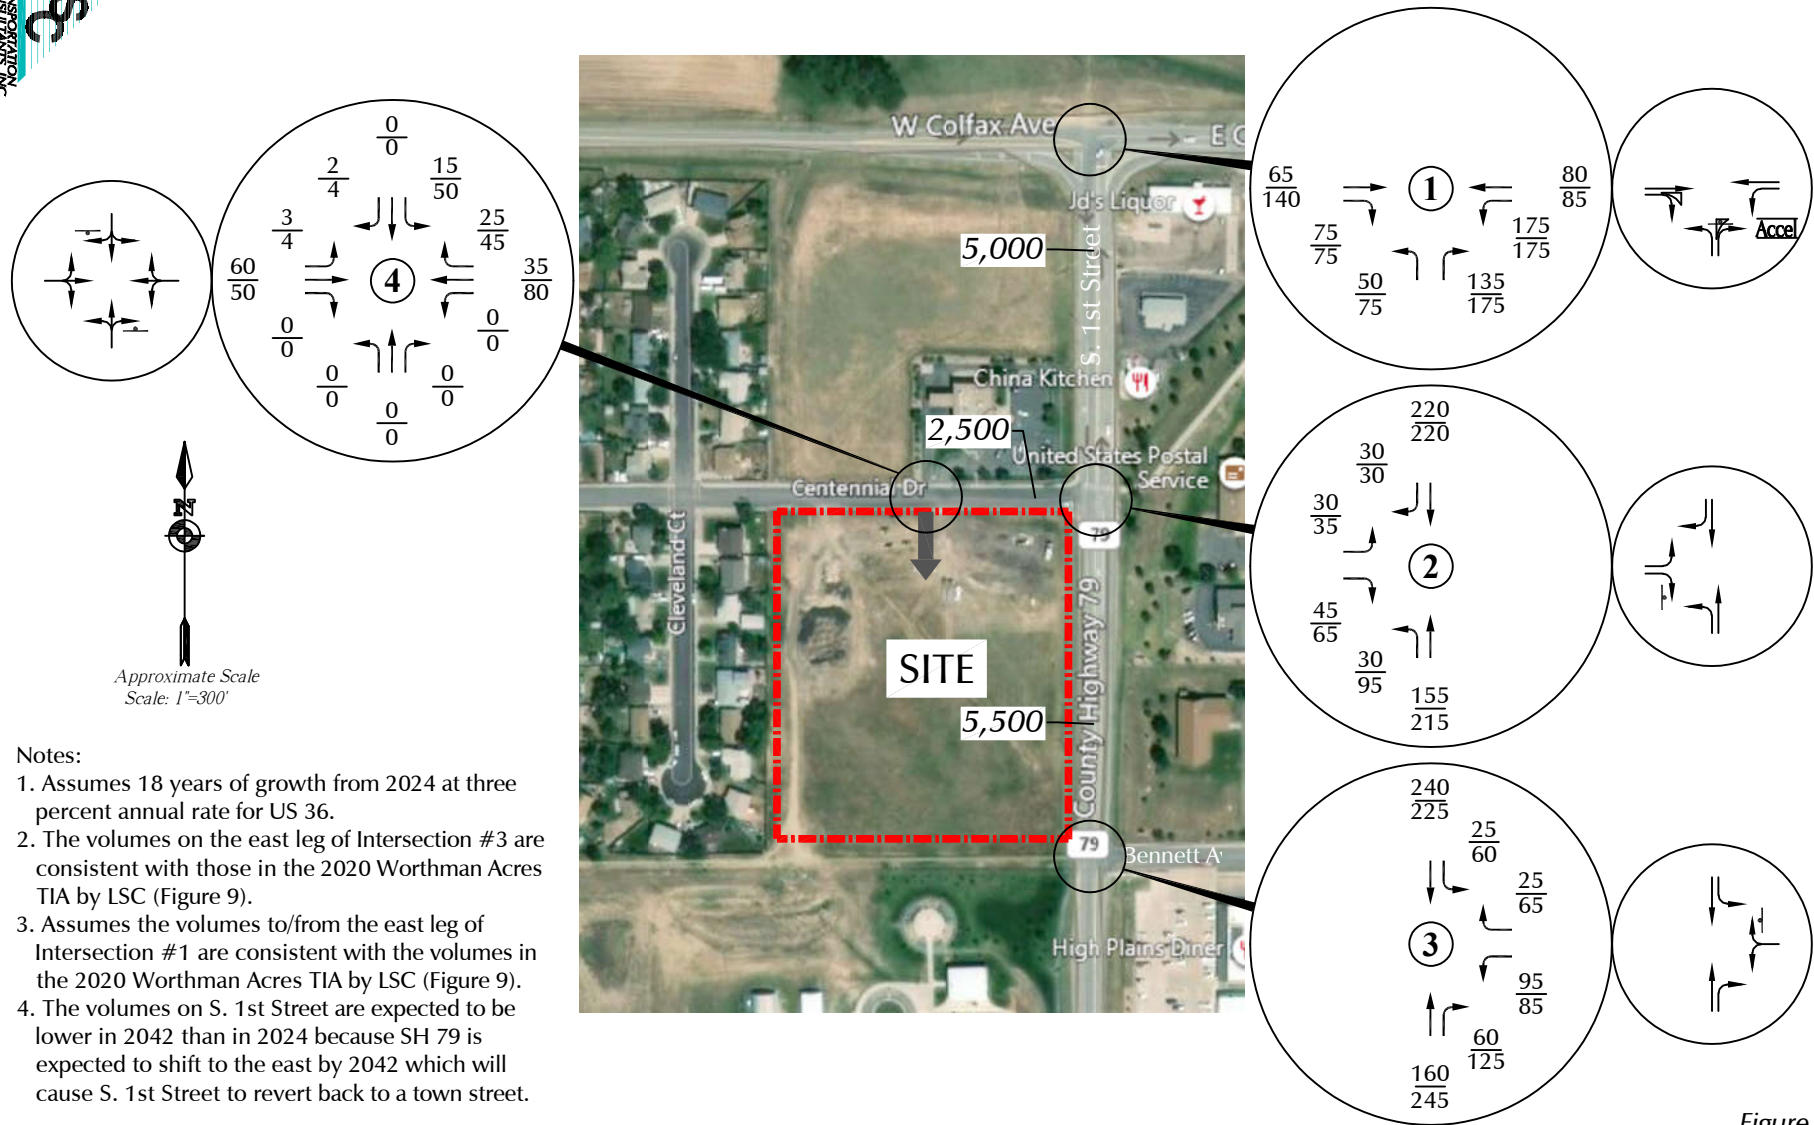 NSPORTATION
SC
W Colfax Ave
E C
Jd's Liquor
5,000
S. 1st Street
China Kitchen
2,500
United States Postal
Service
Centennial Dr
79
Cleveland Ct
SITE
County Highway 79
5,500
79
Bennett A
High Plains Diner
0
0
2
4
15
50
3
4
25
45
60
50
4
35
80
0
0
0
0
0
0
0
0
0
0
65
140
1
80
85
75
75
175
175
50
75
135
175
Accel
220
220
30
30
30
35
2
45
65
30
95
155
215
240
225
25
60
25
65
3
95
85
60
125
160
245
N
Approximate Scale
Scale: 1"=300'
Notes:
1. Assumes 18 years of growth from 2024 at three
percent annual rate for US 36.
2. The volumes on the east leg of Intersection #3 are
consistent with those in the 2020 Worthman Acres
TIA by LSC (Figure 9).
3. Assumes the volumes to/from the east leg of
Intersection #1 are consistent with the volumes in
the 2020 Worthman Acres TIA by LSC (Figure 9).
4. The volumes on S. 1st Street are expected to be
lower in 2042 than in 2024 because SH 79 is
expected to shift to the east by 2042 which will
cause S. 1st Street to revert back to a town street.
Figure